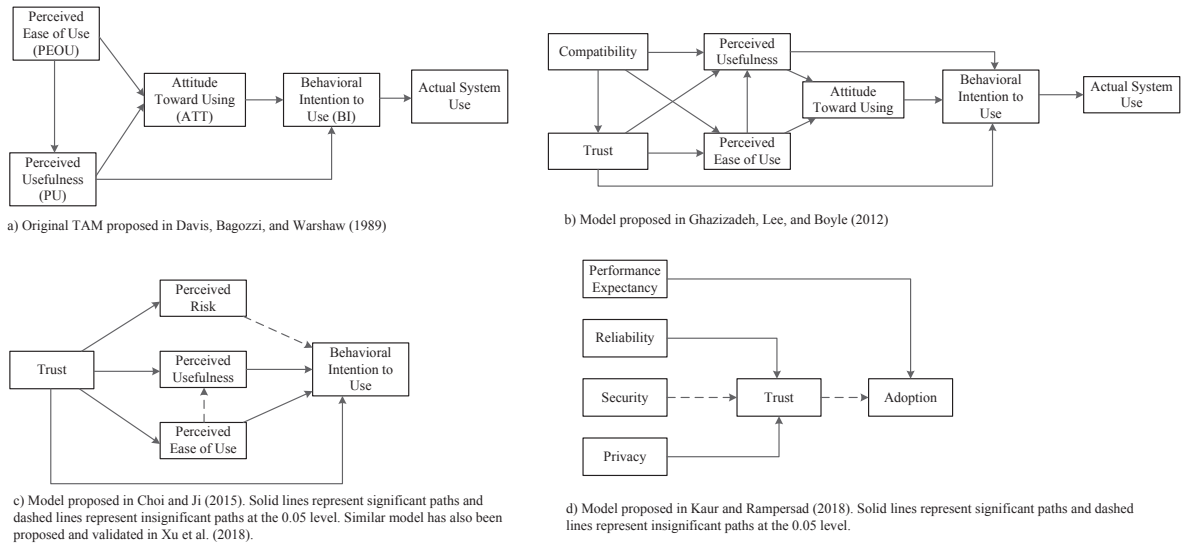 Perceived
Ease of Use
(PEOU)
Attitude
Toward Using
(ATT)
Behavioral
Intention to
Use (BI)
Actual System
Use
Perceived
Usefulness
(PU)
a) Original TAM proposed in Davis, Bagozzi, and Warshaw (1989)
Compatibility
Perceived
Usefulness
Attitude
Toward Using
Behavioral
Intention to
Use
Actual System
Use
Trust
Perceived
Ease of Use
b) Model proposed in Ghazizadeh, Lee, and Boyle (2012)
Perceived
Risk
Trust
Perceived
Usefulness
Behavioral
Intention to
Use
Perceived
Ease of Use
c) Model proposed in Choi and Ji (2015). Solid lines represent significant paths and
dashed lines represent insignificant paths at the 0.05 level. Similar model has also been
proposed and validated in Xu et al. (2018).
Performance
Expectancy
Reliability
Security
Trust
Adoption
Privacy
d) Model proposed in Kaur and Rampersad (2018). Solid lines represent significant paths and dashed
lines represent insignificant paths at the 0.05 level.